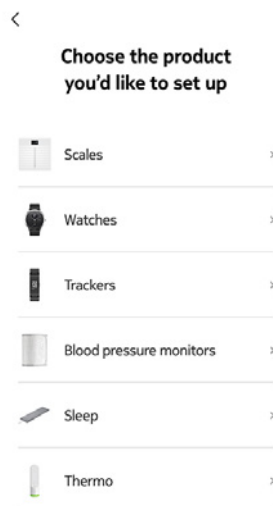 Choose the product
you'd like to set up
Scales
Watches
Trackers
Blood pressure monitors
Sleep
Thermo